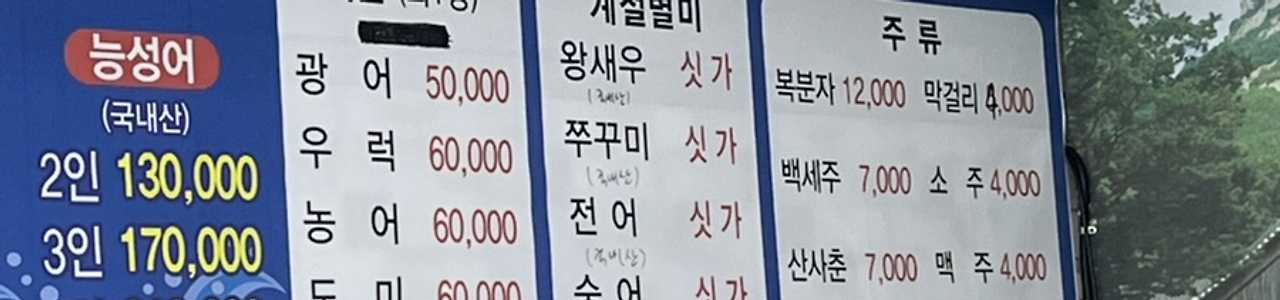 능성어
(국내산)
2인 130,000
3인 170,000
광 어 50,000
우 럭 60,000
농 어 60,000
도 미 60,000
계절별미
왕새우 싯가
(국내산)
쭈꾸미 싯가
(국내산)
전어 싯가
(국내산)
숭어 싯가
주 류
복분자 12,000 막걸리 4,000
백세주 7,000 소 주 4,000
산사춘 7,000 맥 주 4,000